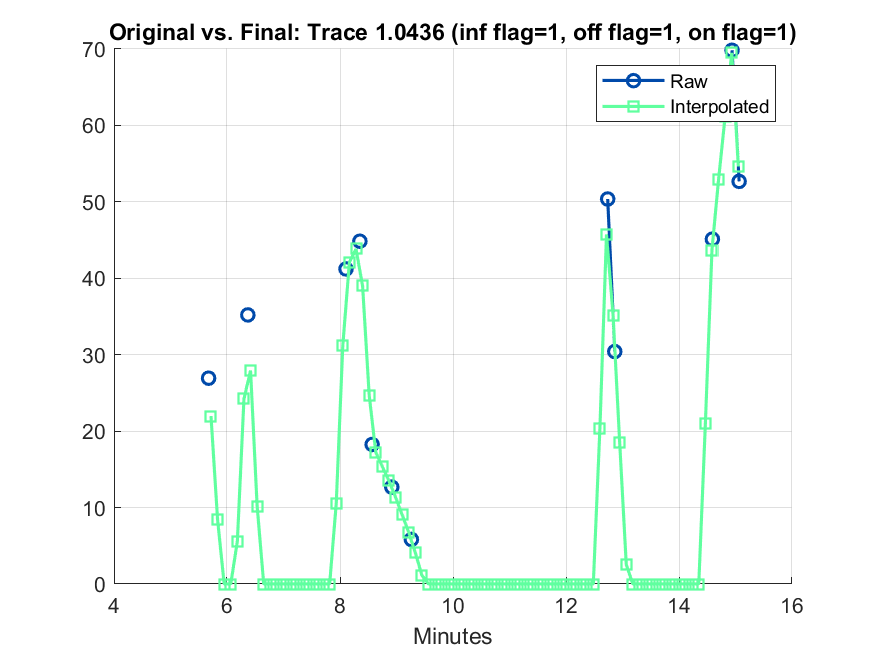 Original vs. Final: Trace 1.0436 (inf flag=1, off flag=1, on flag=1)
70
60
50
40
30
20
10
0
Raw
Interpolated
4 6 8 10 12 14 16
Minutes